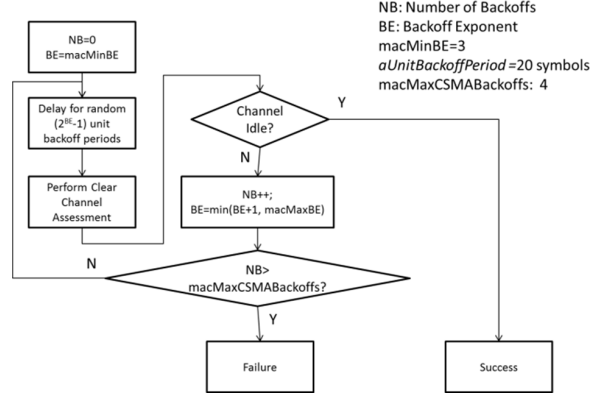 NB: Number of Backoffs
BE: Backoff Exponent
macMinBE=3
aUnitBackoffPeriod =20 symbols
macMaxCSMABackoffs: 4
NB=0
BE=macMinBE
Delay for random
(2^BE-1) unit
backoff periods
Perform Clear
Channel
Assessment
Channel
Idle?
Y
N
NB++;
BE=min(BE+1, macMaxBE)
N
NB>
macMaxCSMABackoffs?
Y
Failure
Success